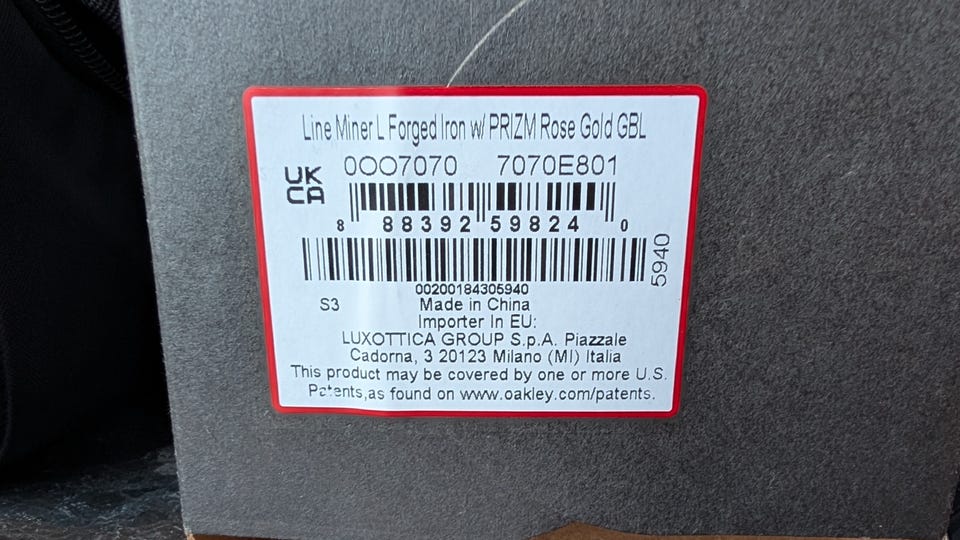 Line Miner L Forged Iron w/ PRIZM Rose Gold GBL
UK
CA
0OO7070 7070E801
8 88392 59824 0
5940
00200184305940
S3 Made in China
Importer In EU:
LUXOTTICA GROUP S.p.A. Piazzale
Cadorna, 3 20123 Milano (MI) Italia
This product may be covered by one or more U.S.
Patents,as found on www.oakley.com/patents.